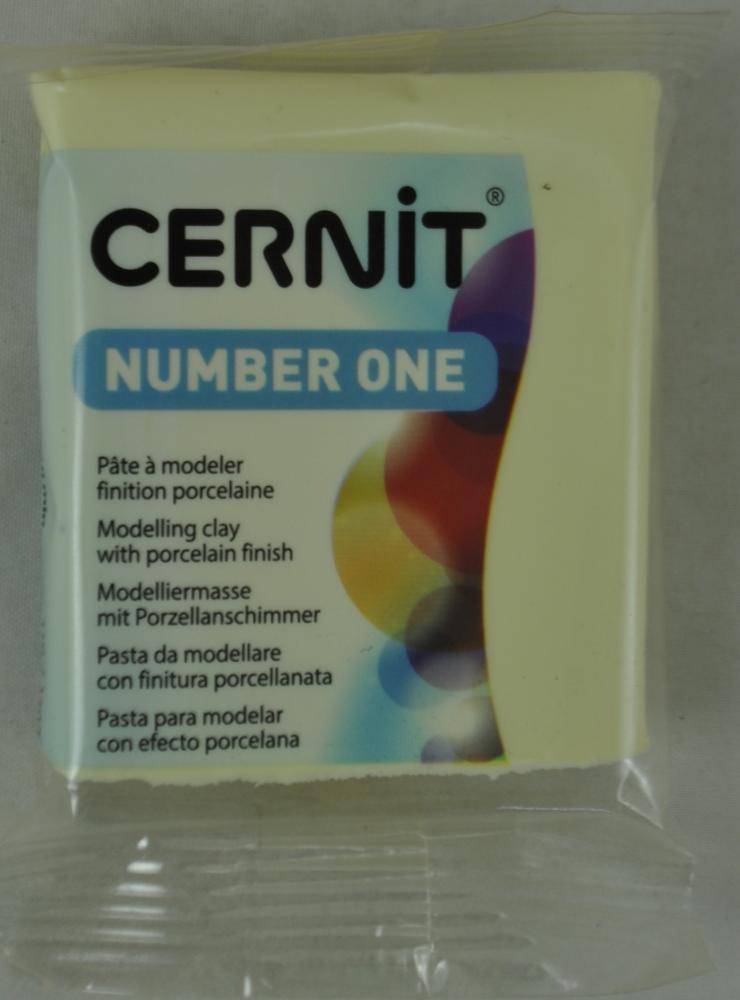 CERNiT®
NUMBER ONE
Pâte à modeler
finition porcelaine
Modelling clay
with porcelain finish
Modelliermasse
mit Porzellanschimmer
Pasta da modellare
con finitura porcellanata
Pasta para modelar
con efecto porcelana